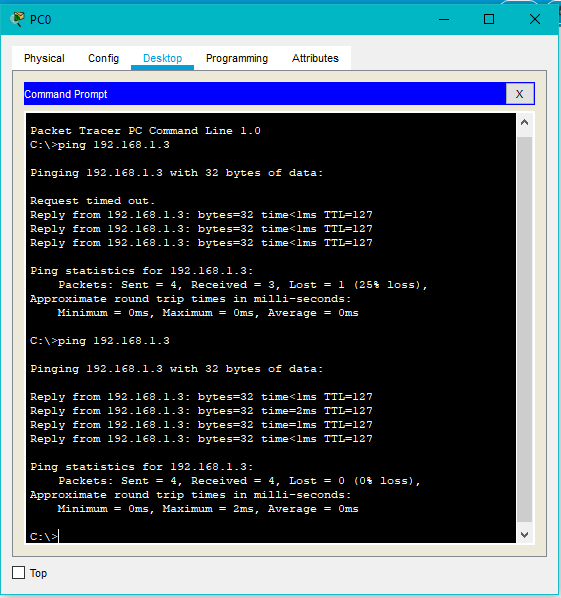 PC0
Physical Config Desktop Programming Attributes
Command Prompt X
Packet Tracer PC Command Line 1.0
C:\>ping 192.168.1.3
Pinging 192.168.1.3 with 32 bytes of data:
Request timed out.
Reply from 192.168.1.3: bytes=32 time<1ms TTL=127
Reply from 192.168.1.3: bytes=32 time<1ms TTL=127
Reply from 192.168.1.3: bytes=32 time<1ms TTL=127
Ping statistics for 192.168.1.3:
Packets: Sent = 4, Received = 3, Lost = 1 (25% loss),
Approximate round trip times in milli-seconds:
Minimum = 0ms, Maximum = 0ms, Average = 0ms
C:\>ping 192.168.1.3
Pinging 192.168.1.3 with 32 bytes of data:
Reply from 192.168.1.3: bytes=32 time<1ms TTL=127
Reply from 192.168.1.3: bytes=32 time=2ms TTL=127
Reply from 192.168.1.3: bytes=32 time=1ms TTL=127
Reply from 192.168.1.3: bytes=32 time<1ms TTL=127
Ping statistics for 192.168.1.3:
Packets: Sent = 4, Received = 4, Lost = 0 (0% loss),
Approximate round trip times in milli-seconds:
Minimum = 0ms, Maximum = 2ms, Average = 0ms
C:\>
Top